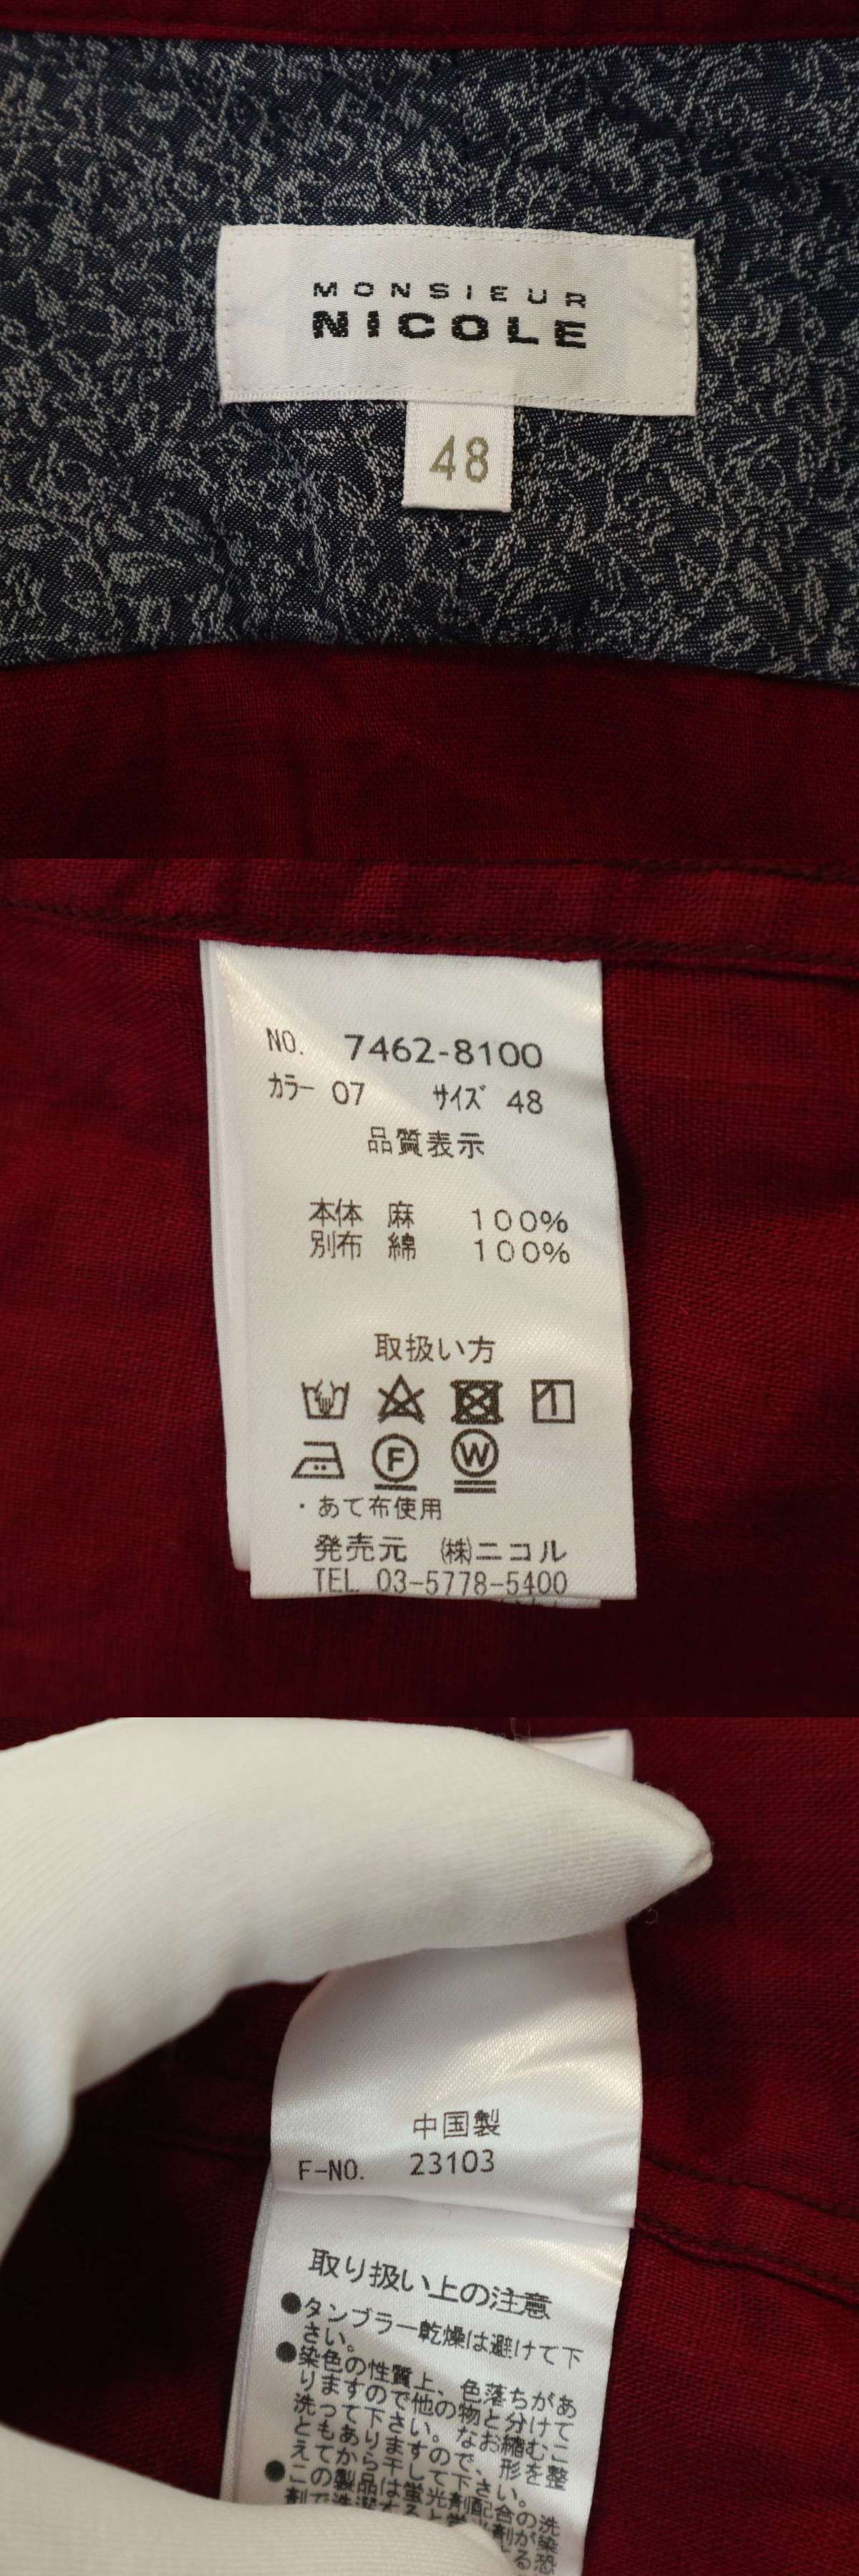 MONSIEUR
NICOLE
48
NO. 7462-8100
カラー 07 サイズ 48
品質表示
本体 麻 100%
別布 綿 100%
取扱い方
F W
・あて布使用
発売元 ㈱ニコル
TEL 03-5778-5400
中国製
F-NO. 23103
取り扱い上の注意
●タンブラー乾燥は避けて下
さい。
●染色の性質上、色落ちがあ
りますので他の物と分けて
洗って下さい。なお縮むこ
ともありますので、形を整
えてから干して下さい。
●この製品は蛍光剤配合の洗